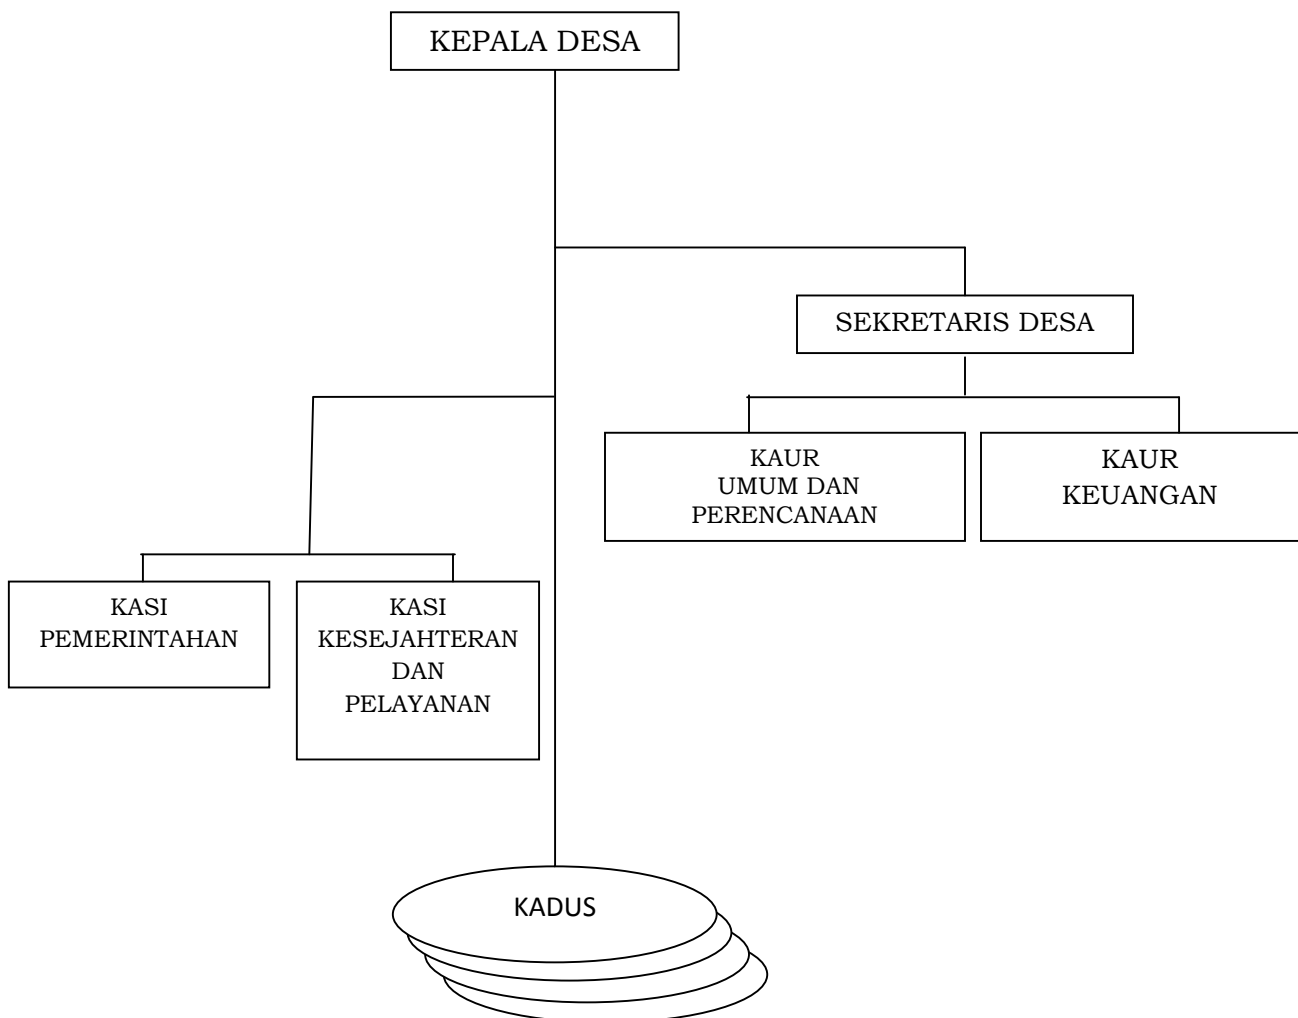 KEPALA DESA
SEKRETARIS DESA
KAUR
UMUM DAN
PERENCANAAN
KAUR
KEUANGAN
KASI
PEMERINTAHAN
KASI
KESEJAHTERAN
DAN
PELAYANAN
KADUS